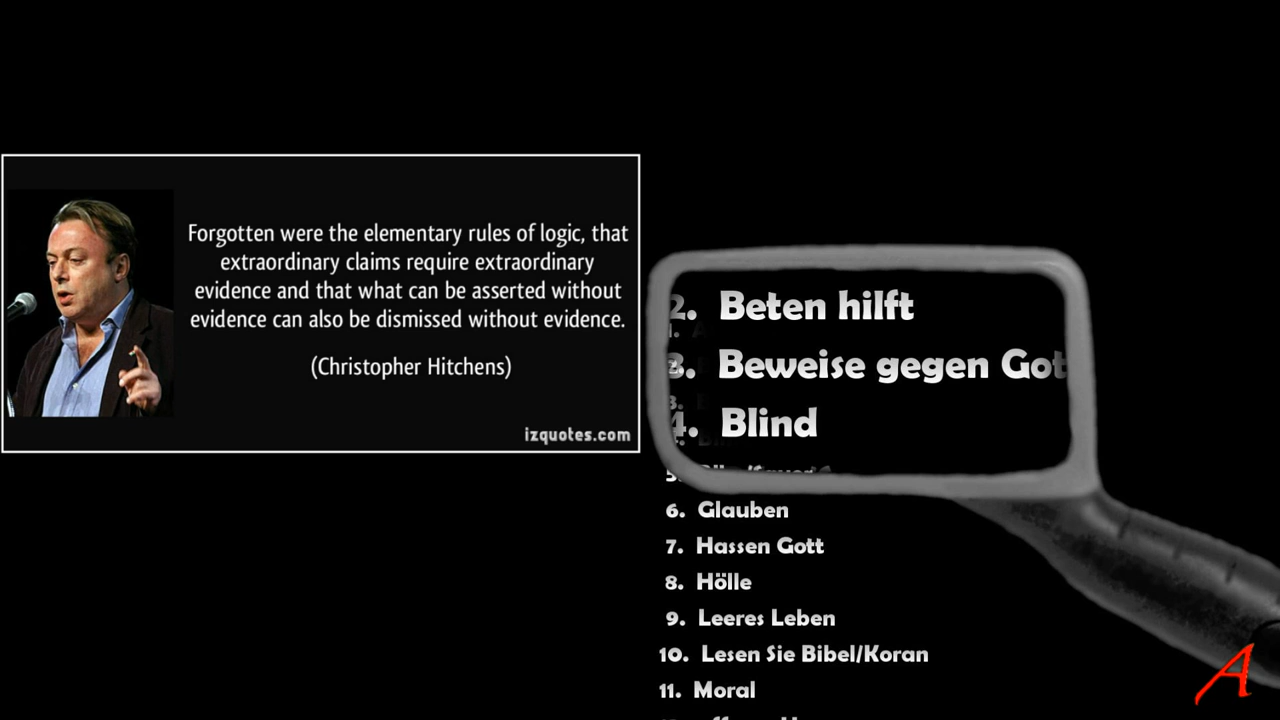 Forgotten were the elementary rules of logic, that
extraordinary claims require extraordinary
evidence and that what can be asserted without
evidence can also be dismissed without evidence.
(Christopher Hitchens)
izquotes.com
2. Beten hilft
3. Beweise gegen Got
4. Blind
5.
6. Glauben
7. Hassen Gott
8. Hölle
9. Leeres Leben
10. Lesen Sie Bibel/Koran
11. Moral
A